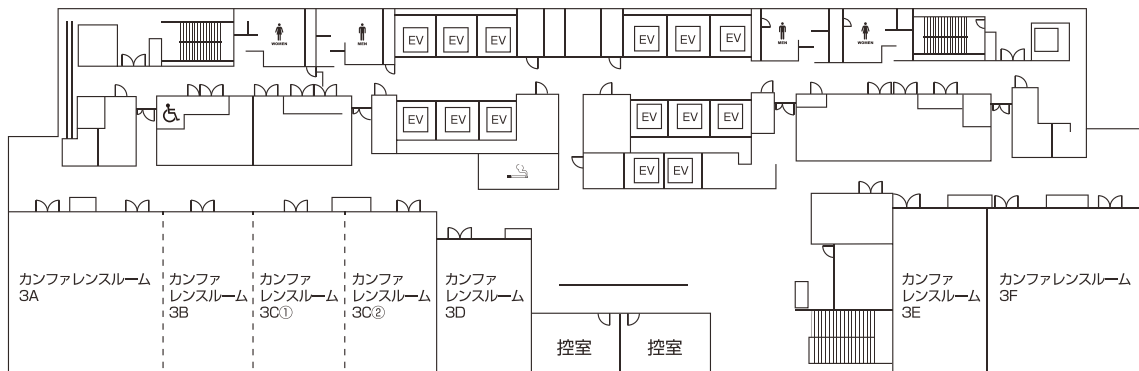 WOMEN
MEN
EV
EV
EV
EV
EV
EV
MEN
WOMEN
EV
EV
EV
EV
EV
EV
EV
EV
カンファレンスルーム
3A
カンファ
レンスルーム
3B
カンファ
レンスルーム
3C①
カンファ
レンスルーム
3C②
カンファ
レンスルーム
3D
控室
控室
カンファ
レンスルーム
3E
カンファレンスルーム
3F